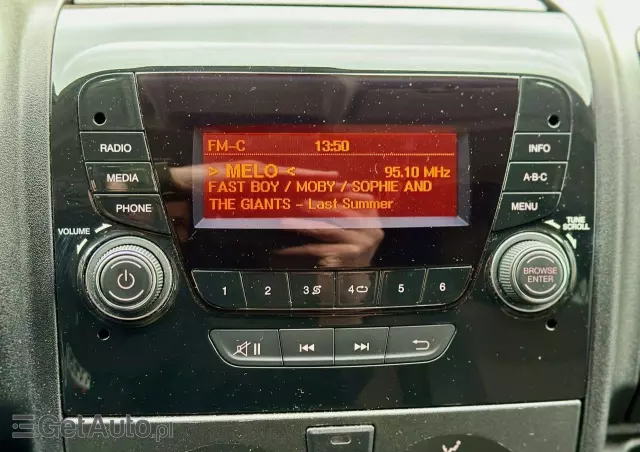 FM-C 13:50
> MELO < 95.10 MHz
FAST BOY / MOBY / SOPHIE AND
THE GIANTS - Last Summer
RADIO
MEDIA
PHONE
VOLUME
INFO
A·B·C
MENU
TUNE
SCROLL
BROWSE
ENTER
1 2 3 4 5 6
GetAuto.pl